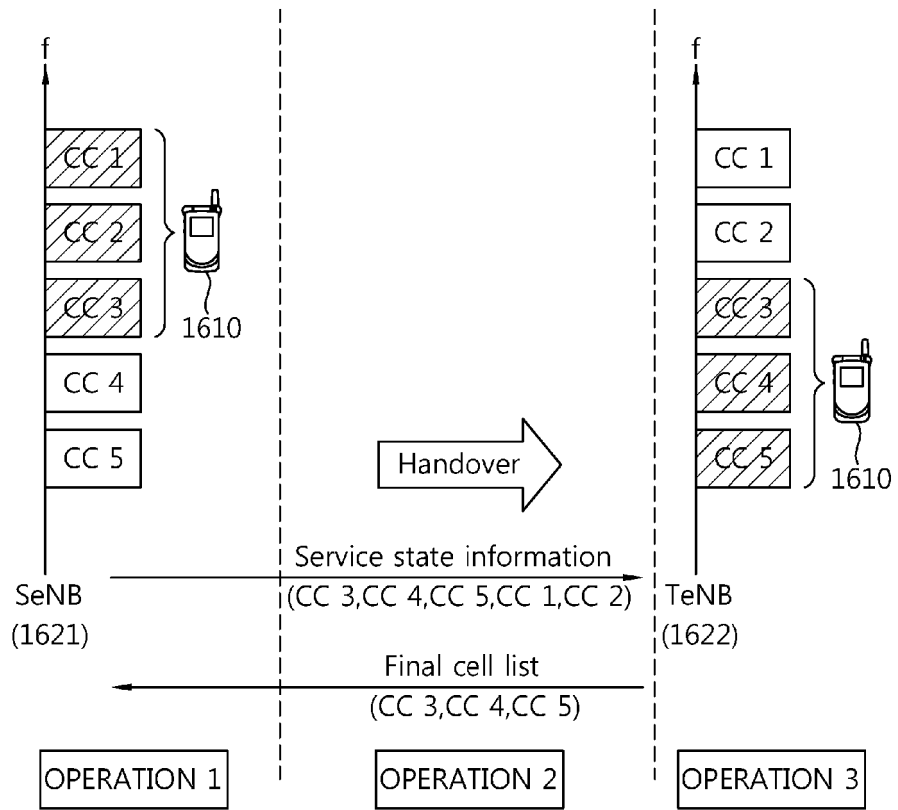 f
CC 1
CC 2
CC 3
CC 4
CC 5
1610
SeNB
(1621)
Handover
Service state information
(CC 3,CC 4,CC 5,CC 1,CC 2)
Final cell list
(CC 3,CC 4,CC 5)
f
CC 1
CC 2
CC 3
CC 4
CC 5
1610
TeNB
(1622)
OPERATION 1
OPERATION 2
OPERATION 3